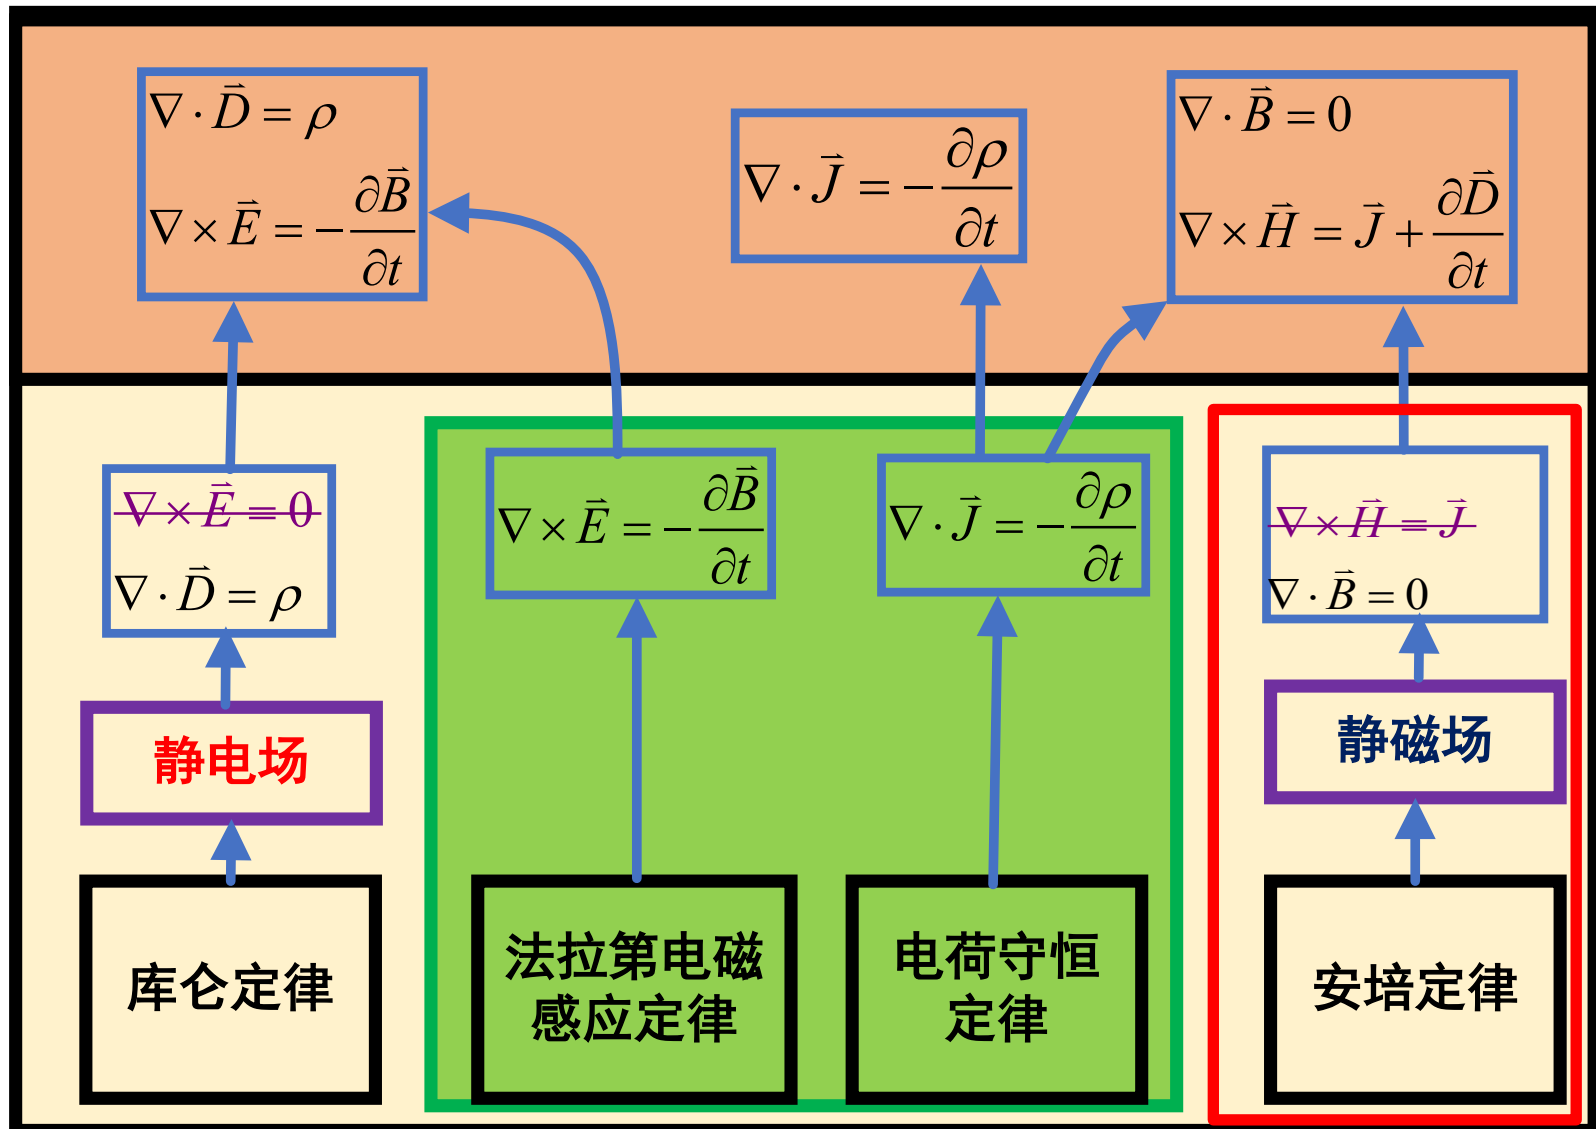 ∇·D⃗ = ρ
∇×E⃗ = −∂B⃗/∂t
∇·J⃗ = −∂ρ/∂t
∇·B⃗ = 0
∇×H⃗ = J⃗ + ∂D⃗/∂t
∇×E⃗ = 0
∇·D⃗ = ρ
∇×E⃗ = −∂B⃗/∂t
∇·J⃗ = −∂ρ/∂t
∇×H⃗ = J⃗
∇·B⃗ = 0
静电场
静磁场
库仑定律
法拉第电磁
感应定律
电荷守恒
定律
安培定律